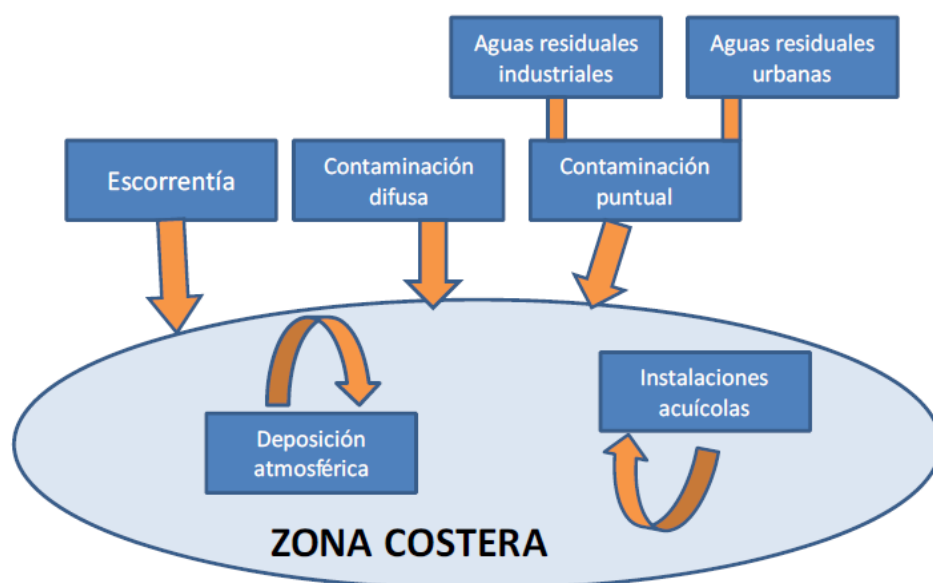 Aguas residuales
industriales
Aguas residuales
urbanas
Escorrentía
Contaminación
difusa
Contaminación
puntual
Instalaciones
acuícolas
Deposición
atmosférica
ZONA COSTERA